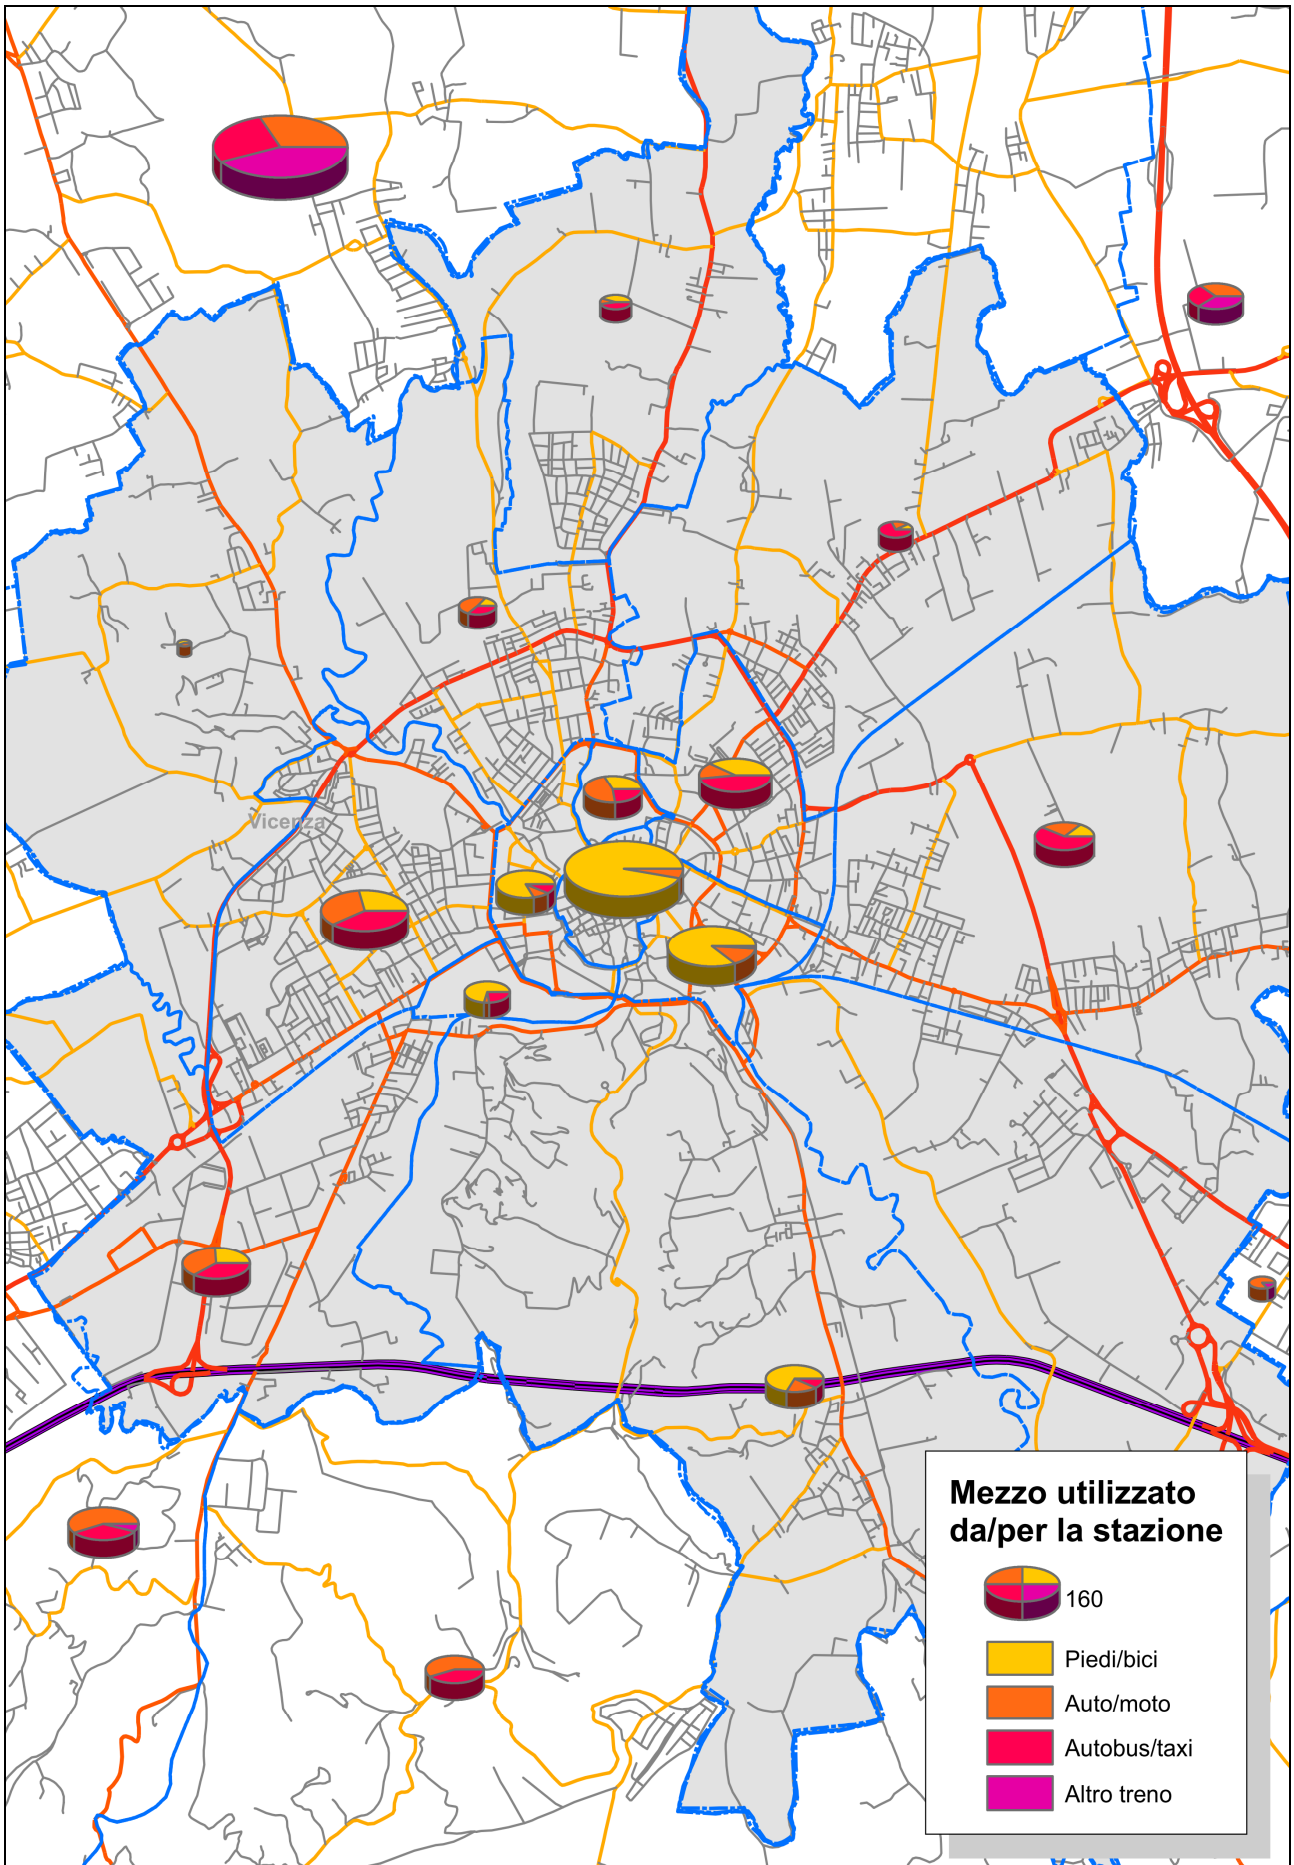 Vicenza
Mezzo utilizzato
da/per la stazione
160
Piedi/bici
Auto/moto
Autobus/taxi
Altro treno